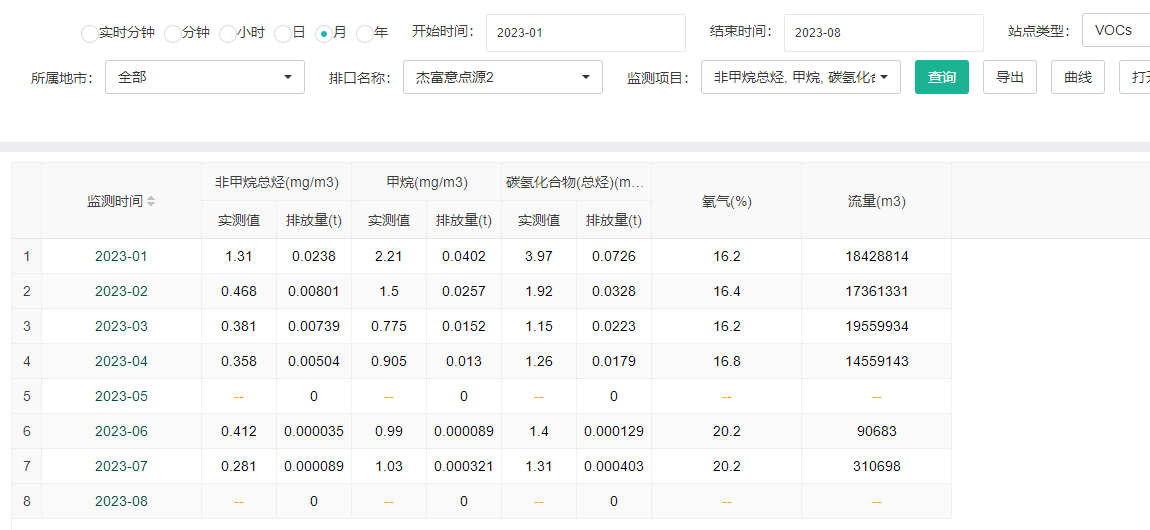 实时分钟 分钟 小时 日 月 年 开始时间： 2023-01 结束时间： 2023-08 站点类型： VOCs
所属地市： 全部 排口名称： 杰富意点源2 监测项目： 非甲烷总烃, 甲烷, 碳氢化合 查询 导出 曲线 打开
监测时间 非甲烷总烃(mg/m3) 甲烷(mg/m3) 碳氢化合物(总烃)(m... 氧气(%) 流量(m3)
实测值 排放量(t) 实测值 排放量(t) 实测值 排放量(t)
1 2023-01 1.31 0.0238 2.21 0.0402 3.97 0.0726 16.2 18428814
2 2023-02 0.468 0.00801 1.5 0.0257 1.92 0.0328 16.4 17361331
3 2023-03 0.381 0.00739 0.775 0.0152 1.15 0.0223 16.2 19559934
4 2023-04 0.358 0.00504 0.905 0.013 1.26 0.0179 16.8 14559143
5 2023-05 -- 0 -- 0 -- 0 -- --
6 2023-06 0.412 0.000035 0.99 0.000089 1.4 0.000129 20.2 90683
7 2023-07 0.281 0.000089 1.03 0.000321 1.31 0.000403 20.2 310698
8 2023-08 -- 0 -- 0 -- 0 -- --